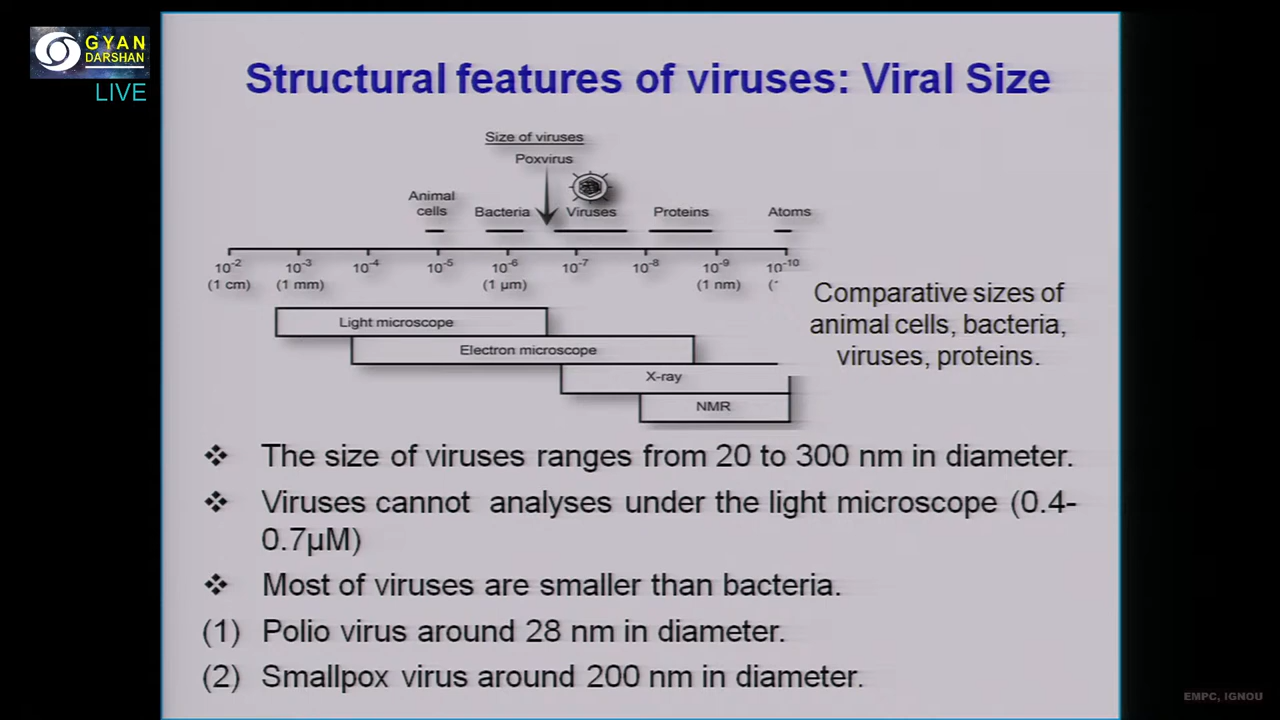 GYAN
DARSHAN
LIVE
Structural features of viruses: Viral Size
Size of viruses
Poxvirus
Animal
cells
Bacteria
Viruses
Proteins
Atoms
10⁻² 10⁻³ 10⁻⁴ 10⁻⁵ 10⁻⁶ 10⁻⁷ 10⁻⁸ 10⁻⁹ 10⁻¹⁰
(1 cm) (1 mm) (1 µm) (1 nm)
Light microscope
Electron microscope
X-ray
NMR
Comparative sizes of
animal cells, bacteria,
viruses, proteins.
❖ The size of viruses ranges from 20 to 300 nm in diameter.
❖ Viruses cannot analyses under the light microscope (0.4-
0.7µM)
❖ Most of viruses are smaller than bacteria.
(1) Polio virus around 28 nm in diameter.
(2) Smallpox virus around 200 nm in diameter.
EMPC, IGNOU